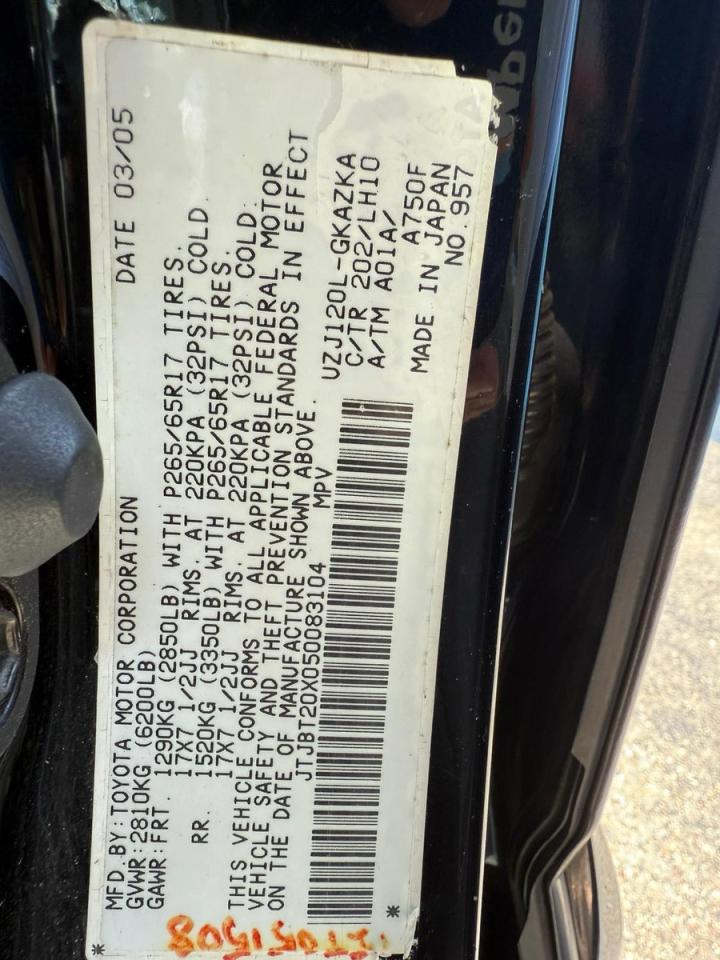 MFD. BY: TOYOTA MOTOR CORPORATION DATE 03/05
GVWR: 2810KG (6200LB)
GAWR: FRT. 1290KG (2850LB) WITH P265/65R17 TIRES.
17X7 1/2JJ RIMS. AT 220KPA (32PSI) COLD.
RR. 1520KG (3350LB) WITH P265/65R17 TIRES.
17X7 1/2JJ RIMS. AT 220KPA (32PSI) COLD.
THIS VEHICLE CONFORMS TO ALL APPLICABLE FEDERAL MOTOR
VEHICLE SAFETY AND THEFT PREVENTION STANDARDS IN EFFECT
ON THE DATE OF MANUFACTURE SHOWN ABOVE.
JTJBT20X050083104 MPV
UZJ120L-GKAZKA
C/TR 202/LH10
A/TM A01A/ A750F
MADE IN JAPAN
NO.957
* *